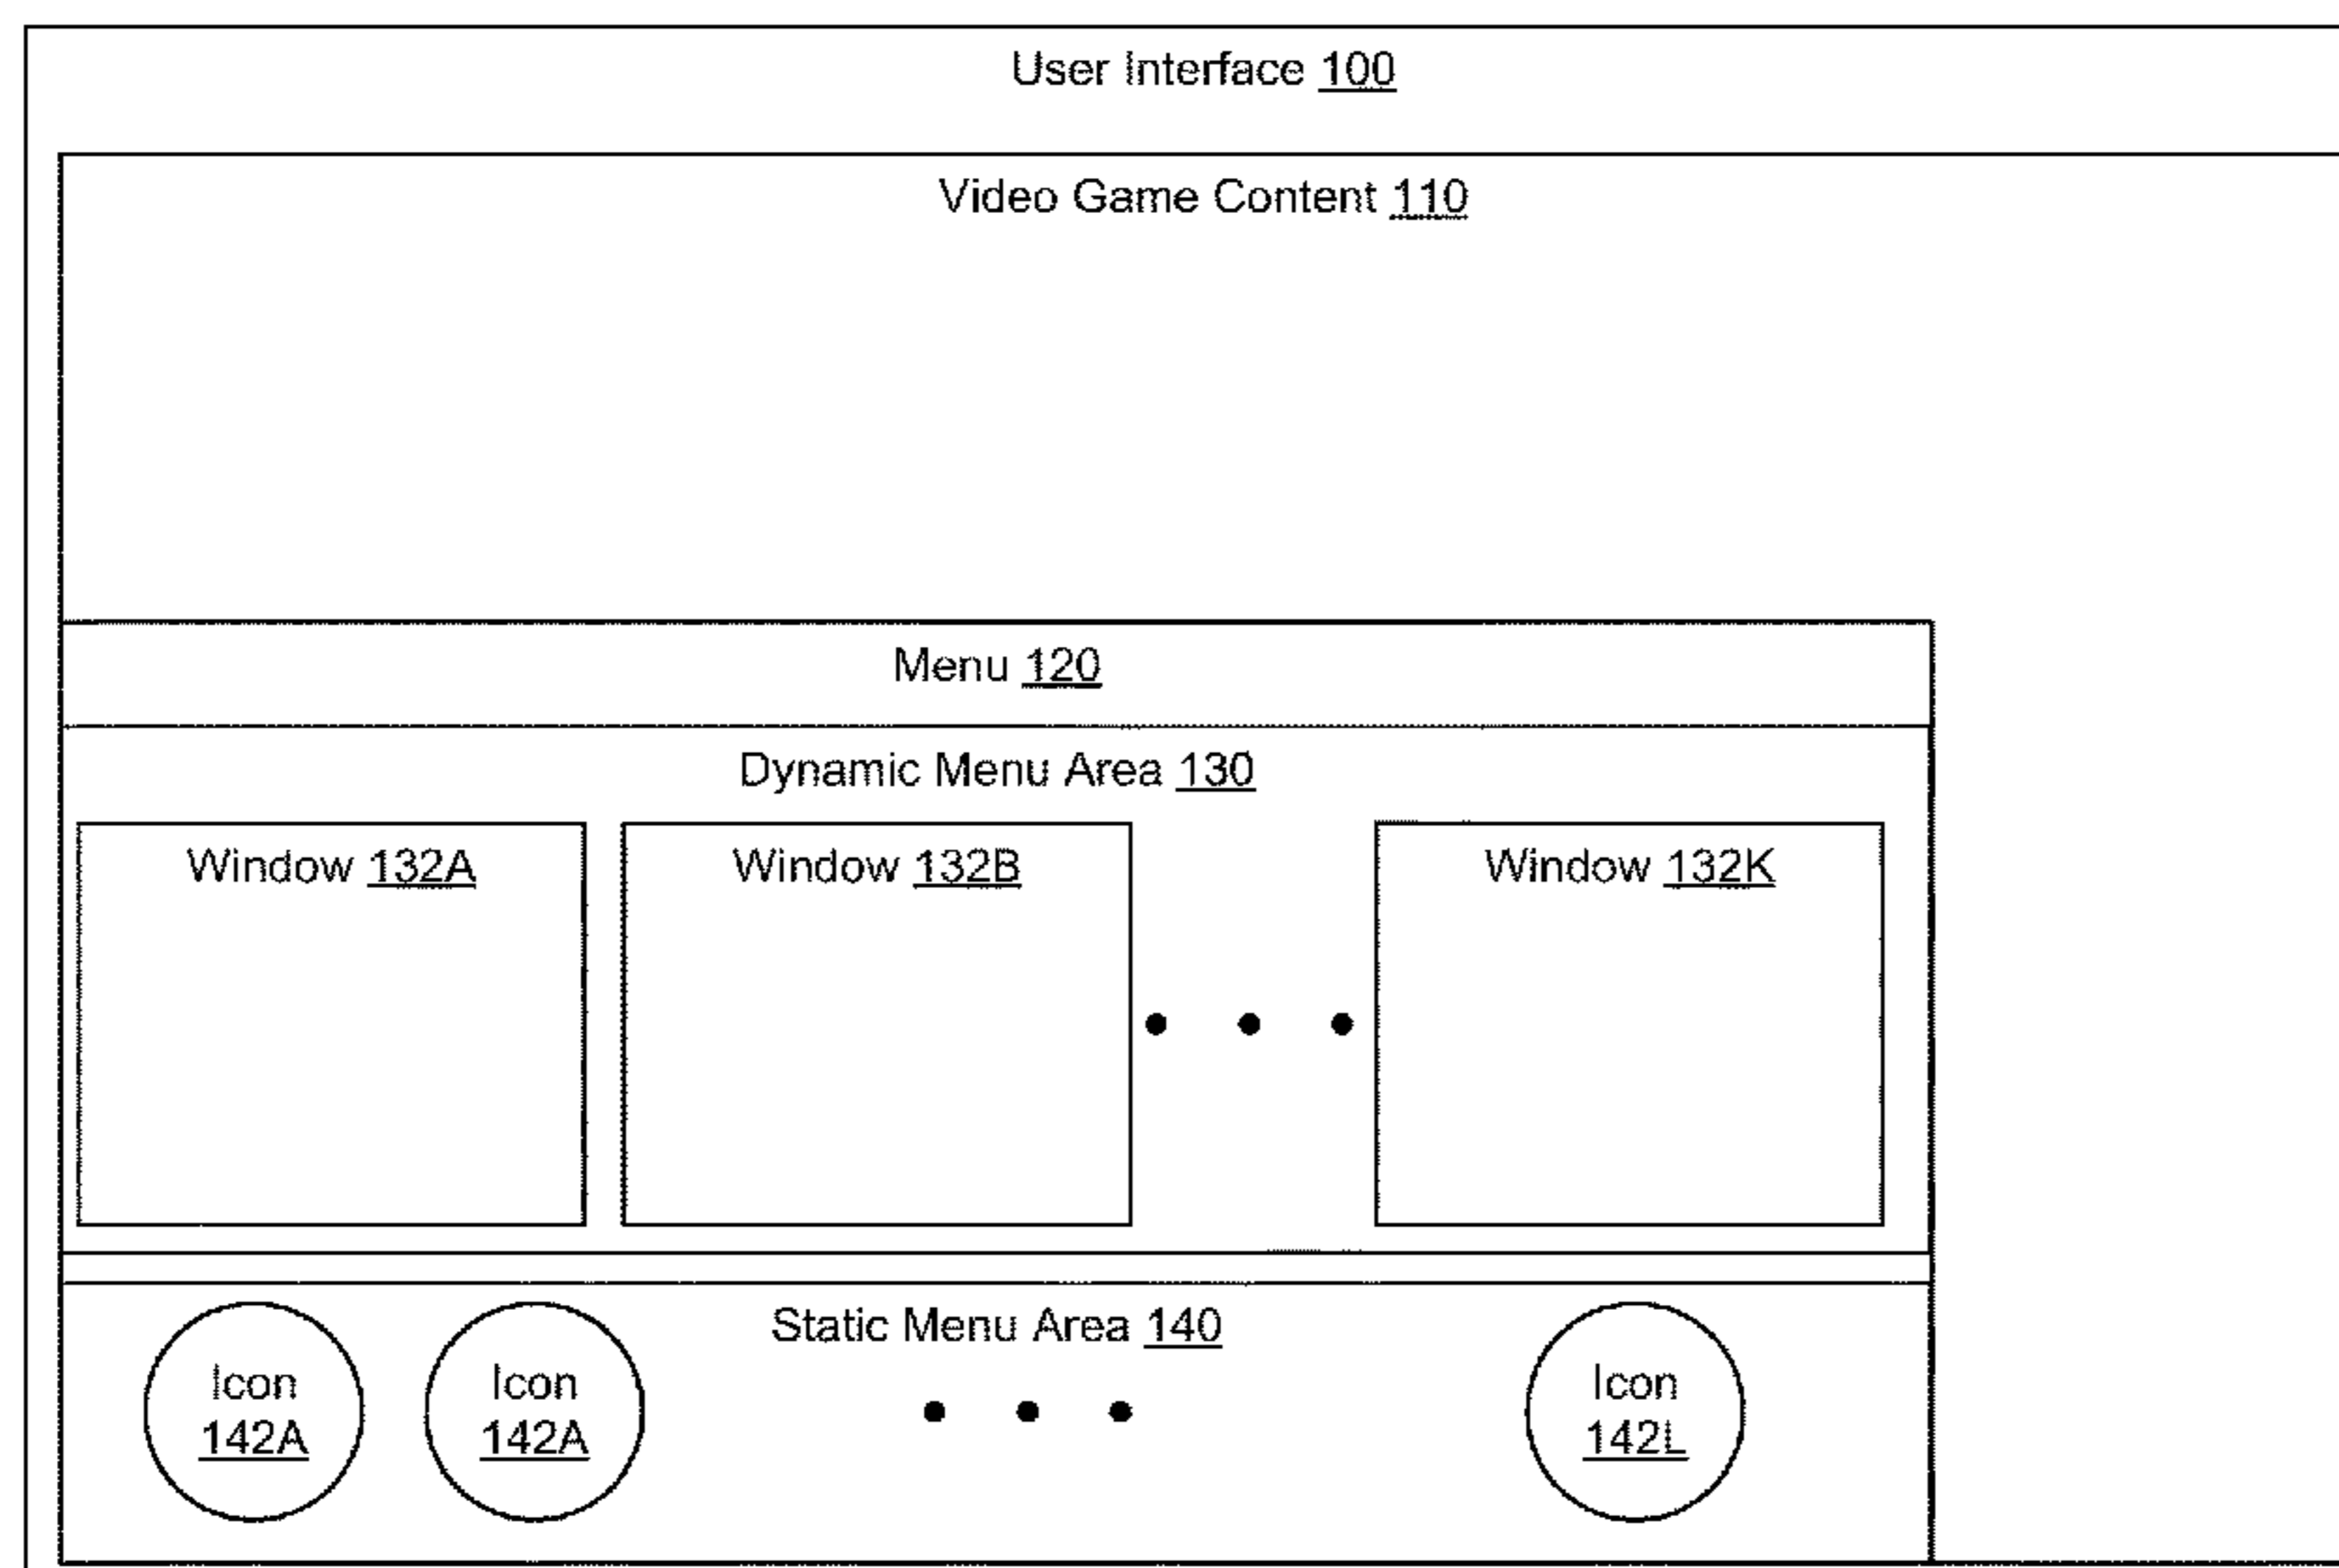 User Interface 100
Video Game Content 110
Menu 120
Dynamic Menu Area 130
Window 132A
Window 132B
Window 132K
Static Menu Area 140
Icon
142A
Icon
142A
Icon
142L